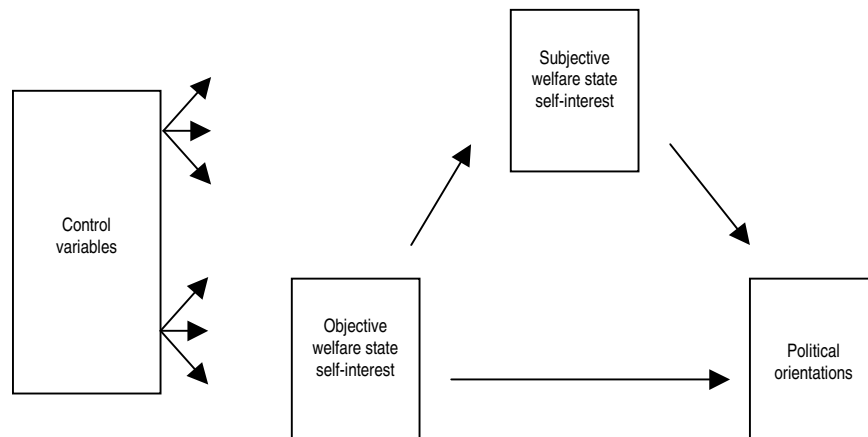 Subjective
welfare state
self-interest
Control
variables
Objective
welfare state
self-interest
Political
orientations